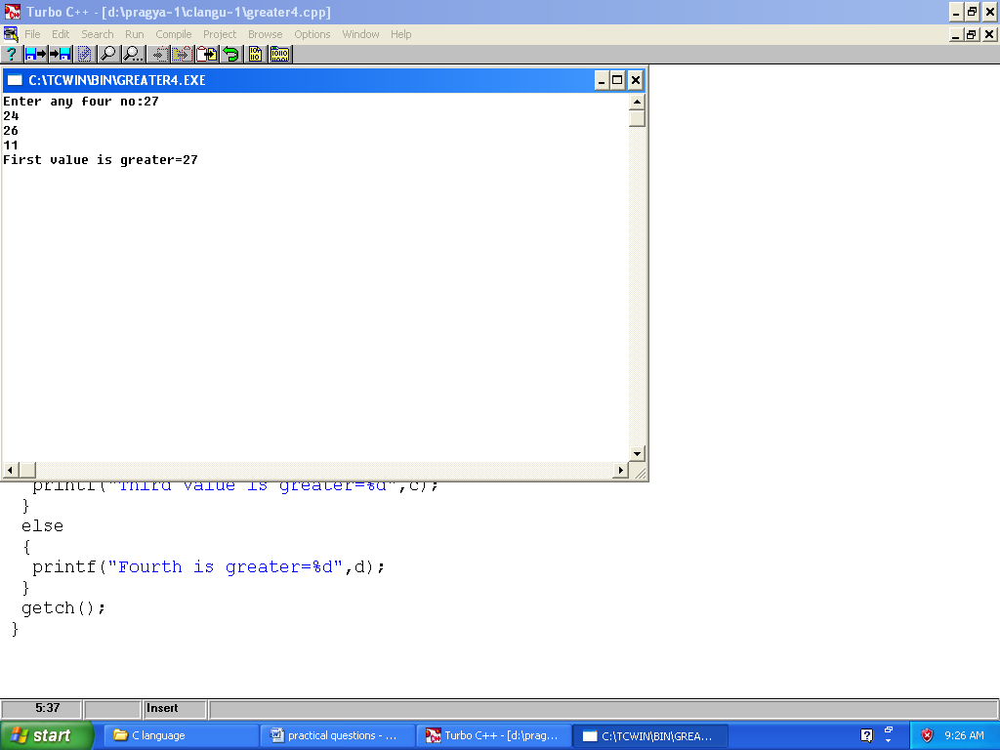 Turbo C++ - [d:\pragya-1\clangu-1\greater4.cpp]
File Edit Search Run Compile Project Browse Options Window Help
C:\TCWIN\BIN\GREATER4.EXE
Enter any four no:27
24
26
11
First value is greater=27
printf("Third value is greater=%d",c);
}
else
{
printf("Fourth is greater=%d",d);
}
getch();
}
5:37 Insert
start C language practical questions - ... Turbo C++ - [d:\prag... C:\TCWIN\BIN\GREA... 9:26 AM